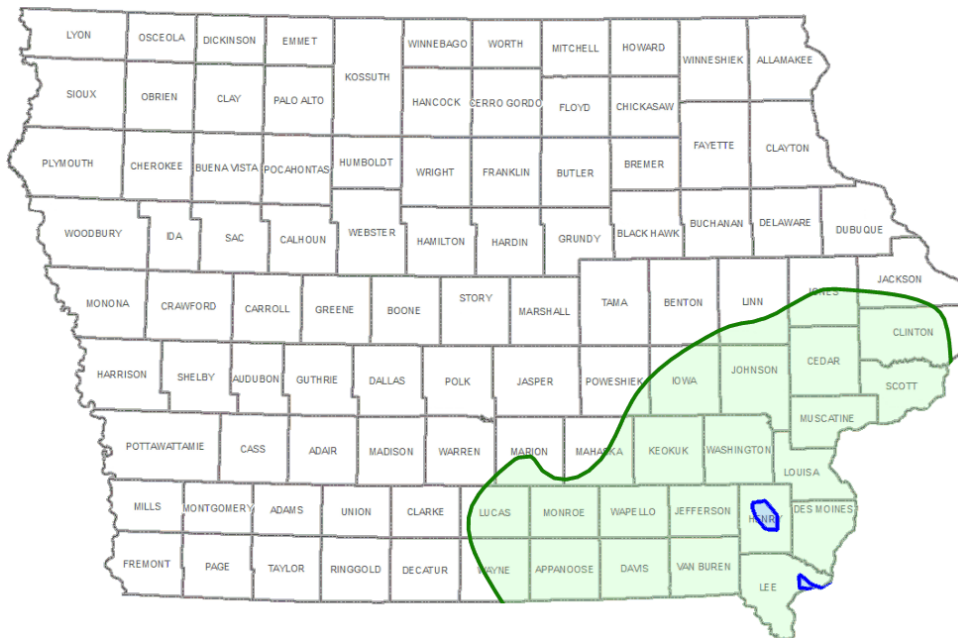 LYON
OSCEOLA
DICKINSON
EMMET
KOSSUTH
WINNEBAGO
WORTH
MITCHELL
HOWARD
WINNESHIEK
ALLAMAKEE
SIOUX
OBRIEN
CLAY
PALO ALTO
HANCOCK
CERRO GORDO
FLOYD
CHICKASAW
PLYMOUTH
CHEROKEE
BUENA VISTA
POCAHONTAS
HUMBOLDT
WRIGHT
FRANKLIN
BUTLER
BREMER
FAYETTE
CLAYTON
WOODBURY
IDA
SAC
CALHOUN
WEBSTER
HAMILTON
HARDIN
GRUNDY
BLACK HAWK
BUCHANAN
DELAWARE
DUBUQUE
MONONA
CRAWFORD
CARROLL
GREENE
BOONE
STORY
MARSHALL
TAMA
BENTON
LINN
JONES
JACKSON
HARRISON
SHELBY
AUDUBON
GUTHRIE
DALLAS
POLK
JASPER
POWESHIEK
IOWA
JOHNSON
CEDAR
CLINTON
SCOTT
MUSCATINE
POTTAWATTAMIE
CASS
ADAIR
MADISON
WARREN
MARION
MAHASKA
KEOKUK
WASHINGTON
LOUISA
MILLS
MONTGOMERY
ADAMS
UNION
CLARKE
LUCAS
MONROE
WAPELLO
JEFFERSON
HENRY
DES MOINES
FREMONT
PAGE
TAYLOR
RINGGOLD
DECATUR
WAYNE
APPANOOSE
DAVIS
VAN BUREN
LEE